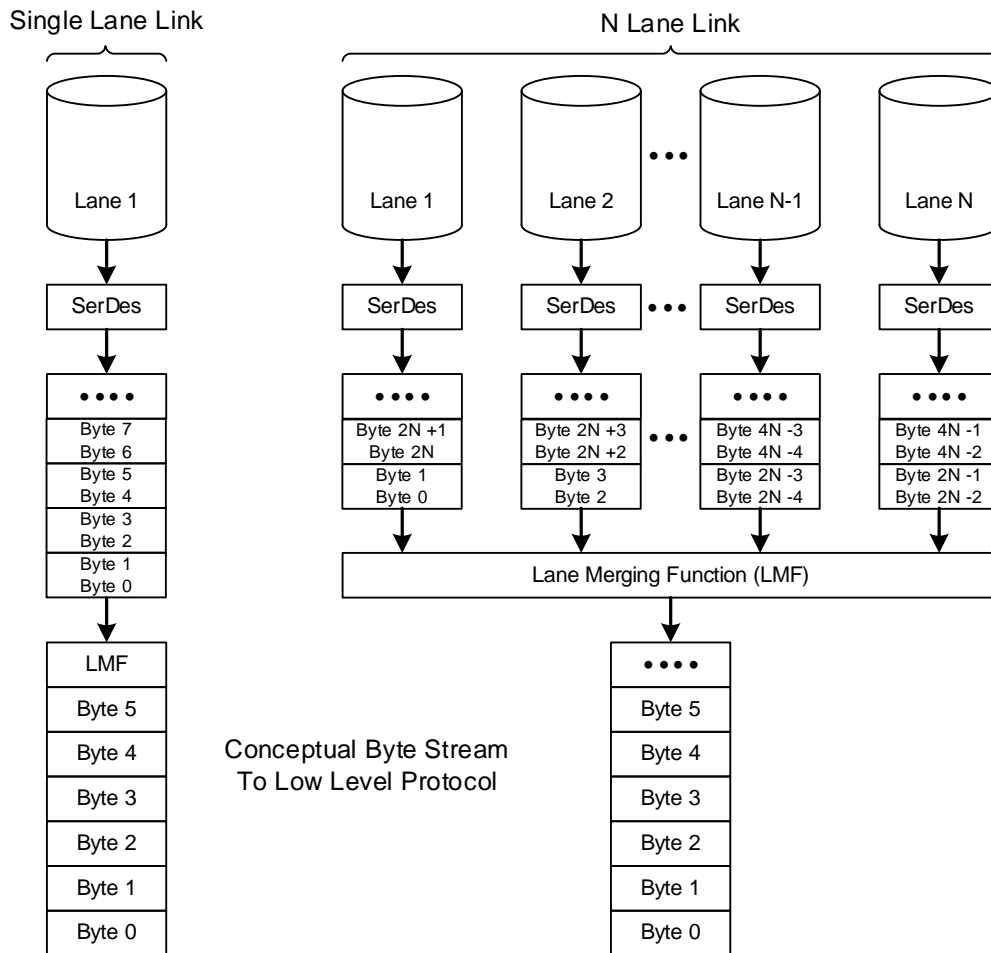 Single Lane Link
N Lane Link
Lane 1
Lane 1
Lane 2
Lane N-1
Lane N
SerDes
SerDes
SerDes
SerDes
SerDes
Byte 7
Byte 6
Byte 5
Byte 4
Byte 3
Byte 2
Byte 1
Byte 0
Byte 2N +1
Byte 2N
Byte 1
Byte 0
Byte 2N +3
Byte 2N +2
Byte 3
Byte 2
Byte 4N -3
Byte 4N -4
Byte 2N -3
Byte 2N -4
Byte 4N -1
Byte 4N -2
Byte 2N -1
Byte 2N -2
Lane Merging Function (LMF)
LMF
Byte 5
Byte 4
Byte 3
Byte 2
Byte 1
Byte 0
Conceptual Byte Stream
To Low Level Protocol
Byte 5
Byte 4
Byte 3
Byte 2
Byte 1
Byte 0